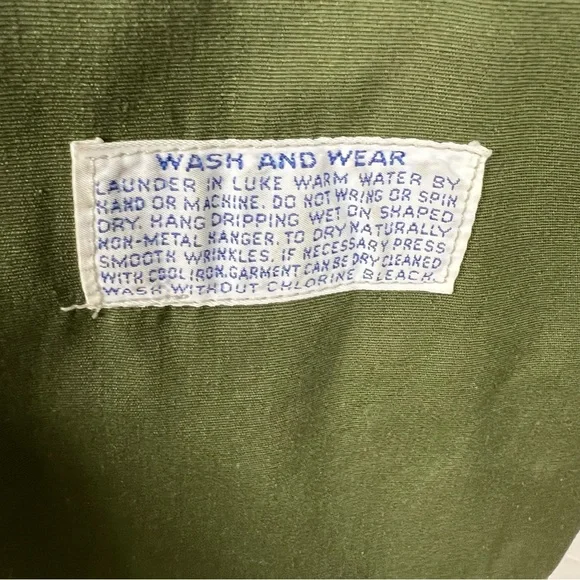 WASH AND WEAR
LAUNDER IN LUKE WARM WATER BY
HAND OR MACHINE. DO NOT WRING OR SPIN
DRY. HANG DRIPPING WET ON SHAPED
NON-METAL HANGER. TO DRY NATURALLY
SMOOTH WRINKLES. IF NECESSARY PRESS
WITH COOL IRON. GARMENT CAN BE DRY CLEANED
WASH WITHOUT CHLORINE BLEACH.